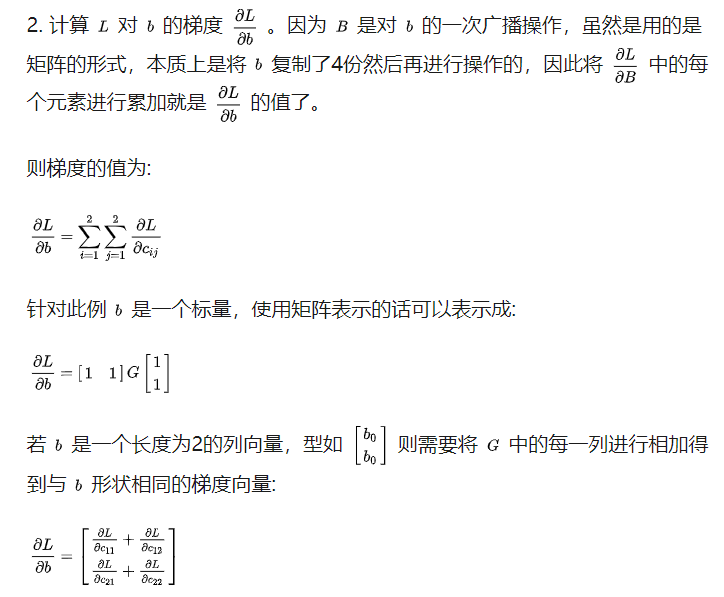 2. 计算 $L$ 对 $b$ 的梯度 $\frac{\partial L}{\partial b}$ 。因为 $B$ 是对 $b$ 的一次广播操作，虽然是用的是
矩阵的形式，本质上是将 $b$ 复制了4份然后再进行操作的，因此将 $\frac{\partial L}{\partial B}$ 中的每
个元素进行累加就是 $\frac{\partial L}{\partial b}$ 的值了。
则梯度的值为:
$\frac{\partial L}{\partial b} = \sum_{i=1}^{2} \sum_{j=1}^{2} \frac{\partial L}{\partial c_{ij}}$
针对此例 $b$ 是一个标量，使用矩阵表示的话可以表示成:
$\frac{\partial L}{\partial b} = [1 \quad 1] G \begin{bmatrix} 1 \\ 1 \end{bmatrix}$
若 $b$ 是一个长度为2的列向量，型如 $\begin{bmatrix} b_0 \\ b_0 \end{bmatrix}$ 则需要将 $G$ 中的每一列进行相加得
到与 $b$ 形状相同的梯度向量:
$\frac{\partial L}{\partial b} = \begin{bmatrix} \frac{\partial L}{\partial c_{11}} + \frac{\partial L}{\partial c_{12}} \\ \frac{\partial L}{\partial c_{21}} + \frac{\partial L}{\partial c_{22}} \end{bmatrix}$